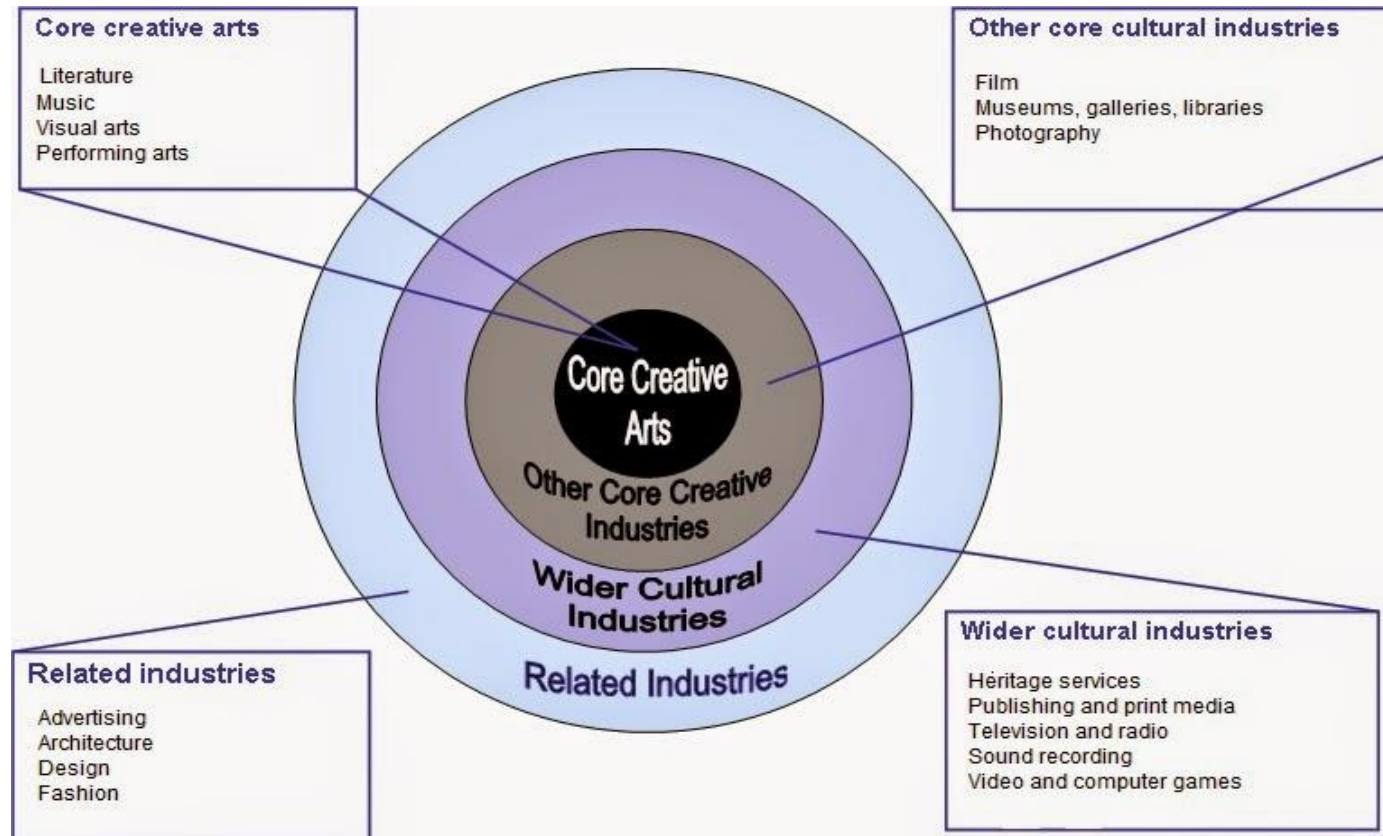 Core creative arts
Literature
Music
Visual arts
Performing arts
Other core cultural industries
Film
Museums, galleries, libraries
Photography
Core Creative
Arts
Other Core Creative
Industries
Wider Cultural
Industries
Related Industries
Related industries
Advertising
Architecture
Design
Fashion
Wider cultural industries
Heritage services
Publishing and print media
Television and radio
Sound recording
Video and computer games